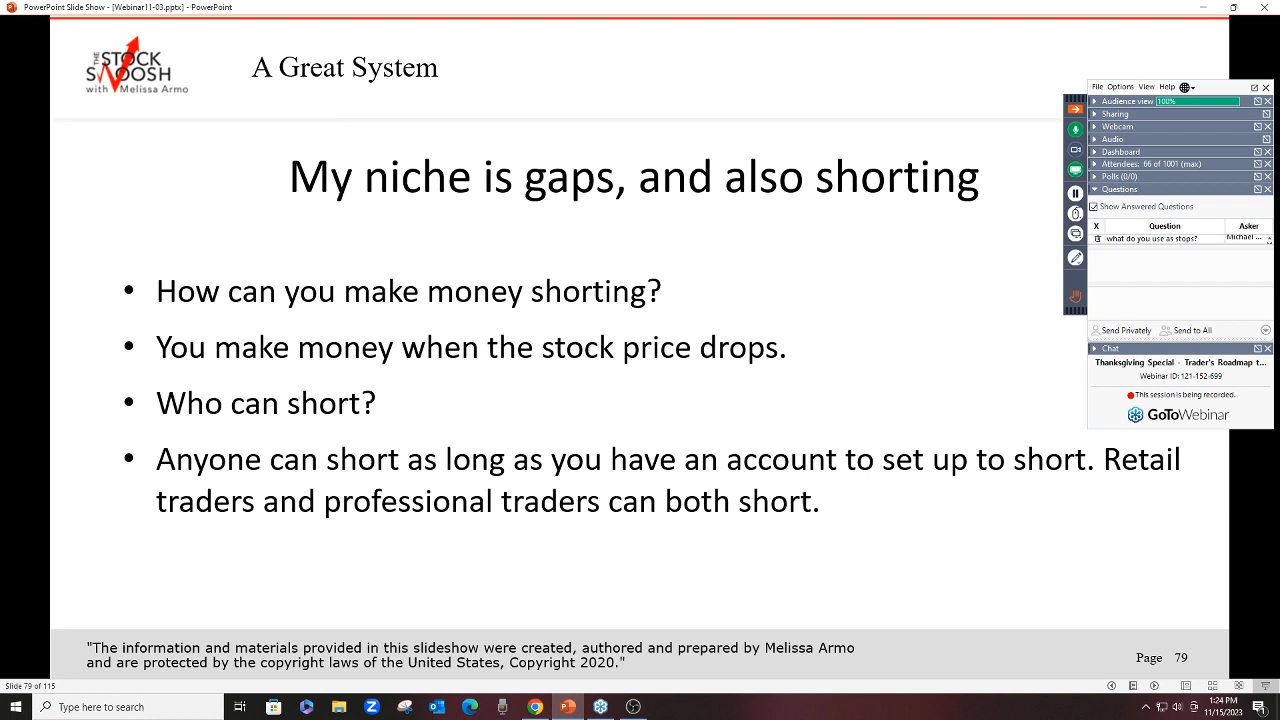 PowerPoint Slide Show - [Webinar11-03.pptx] - PowerPoint
THE
STOCK
SWOOSH
with Melissa Armo
A Great System
My niche is gaps, and also shorting
• How can you make money shorting?
• You make money when the stock price drops.
• Who can short?
• Anyone can short as long as you have an account to set up to short. Retail
traders and professional traders can both short.
"The information and materials provided in this slideshow were created, authored and prepared by Melissa Armo
and are protected by the copyright laws of the United States, Copyright 2020."
Page 79
File Options View Help
Audience view 100%
Sharing
Webcam
Audio
Dashboard
Attendees: 66 of 1001 (max)
Polls (0/0)
Questions
Show Answered Questions
X Question Asker
what do you use as stops? Michael ...
Send Privately Send to All
Chat
Thanksgiving Special - Trader's Roadmap t...
Webinar ID: 121-152-699
This session is being recorded.
GoToWebinar
Slide 79 of 115
Type here to search
1:24 PM
11/15/2023